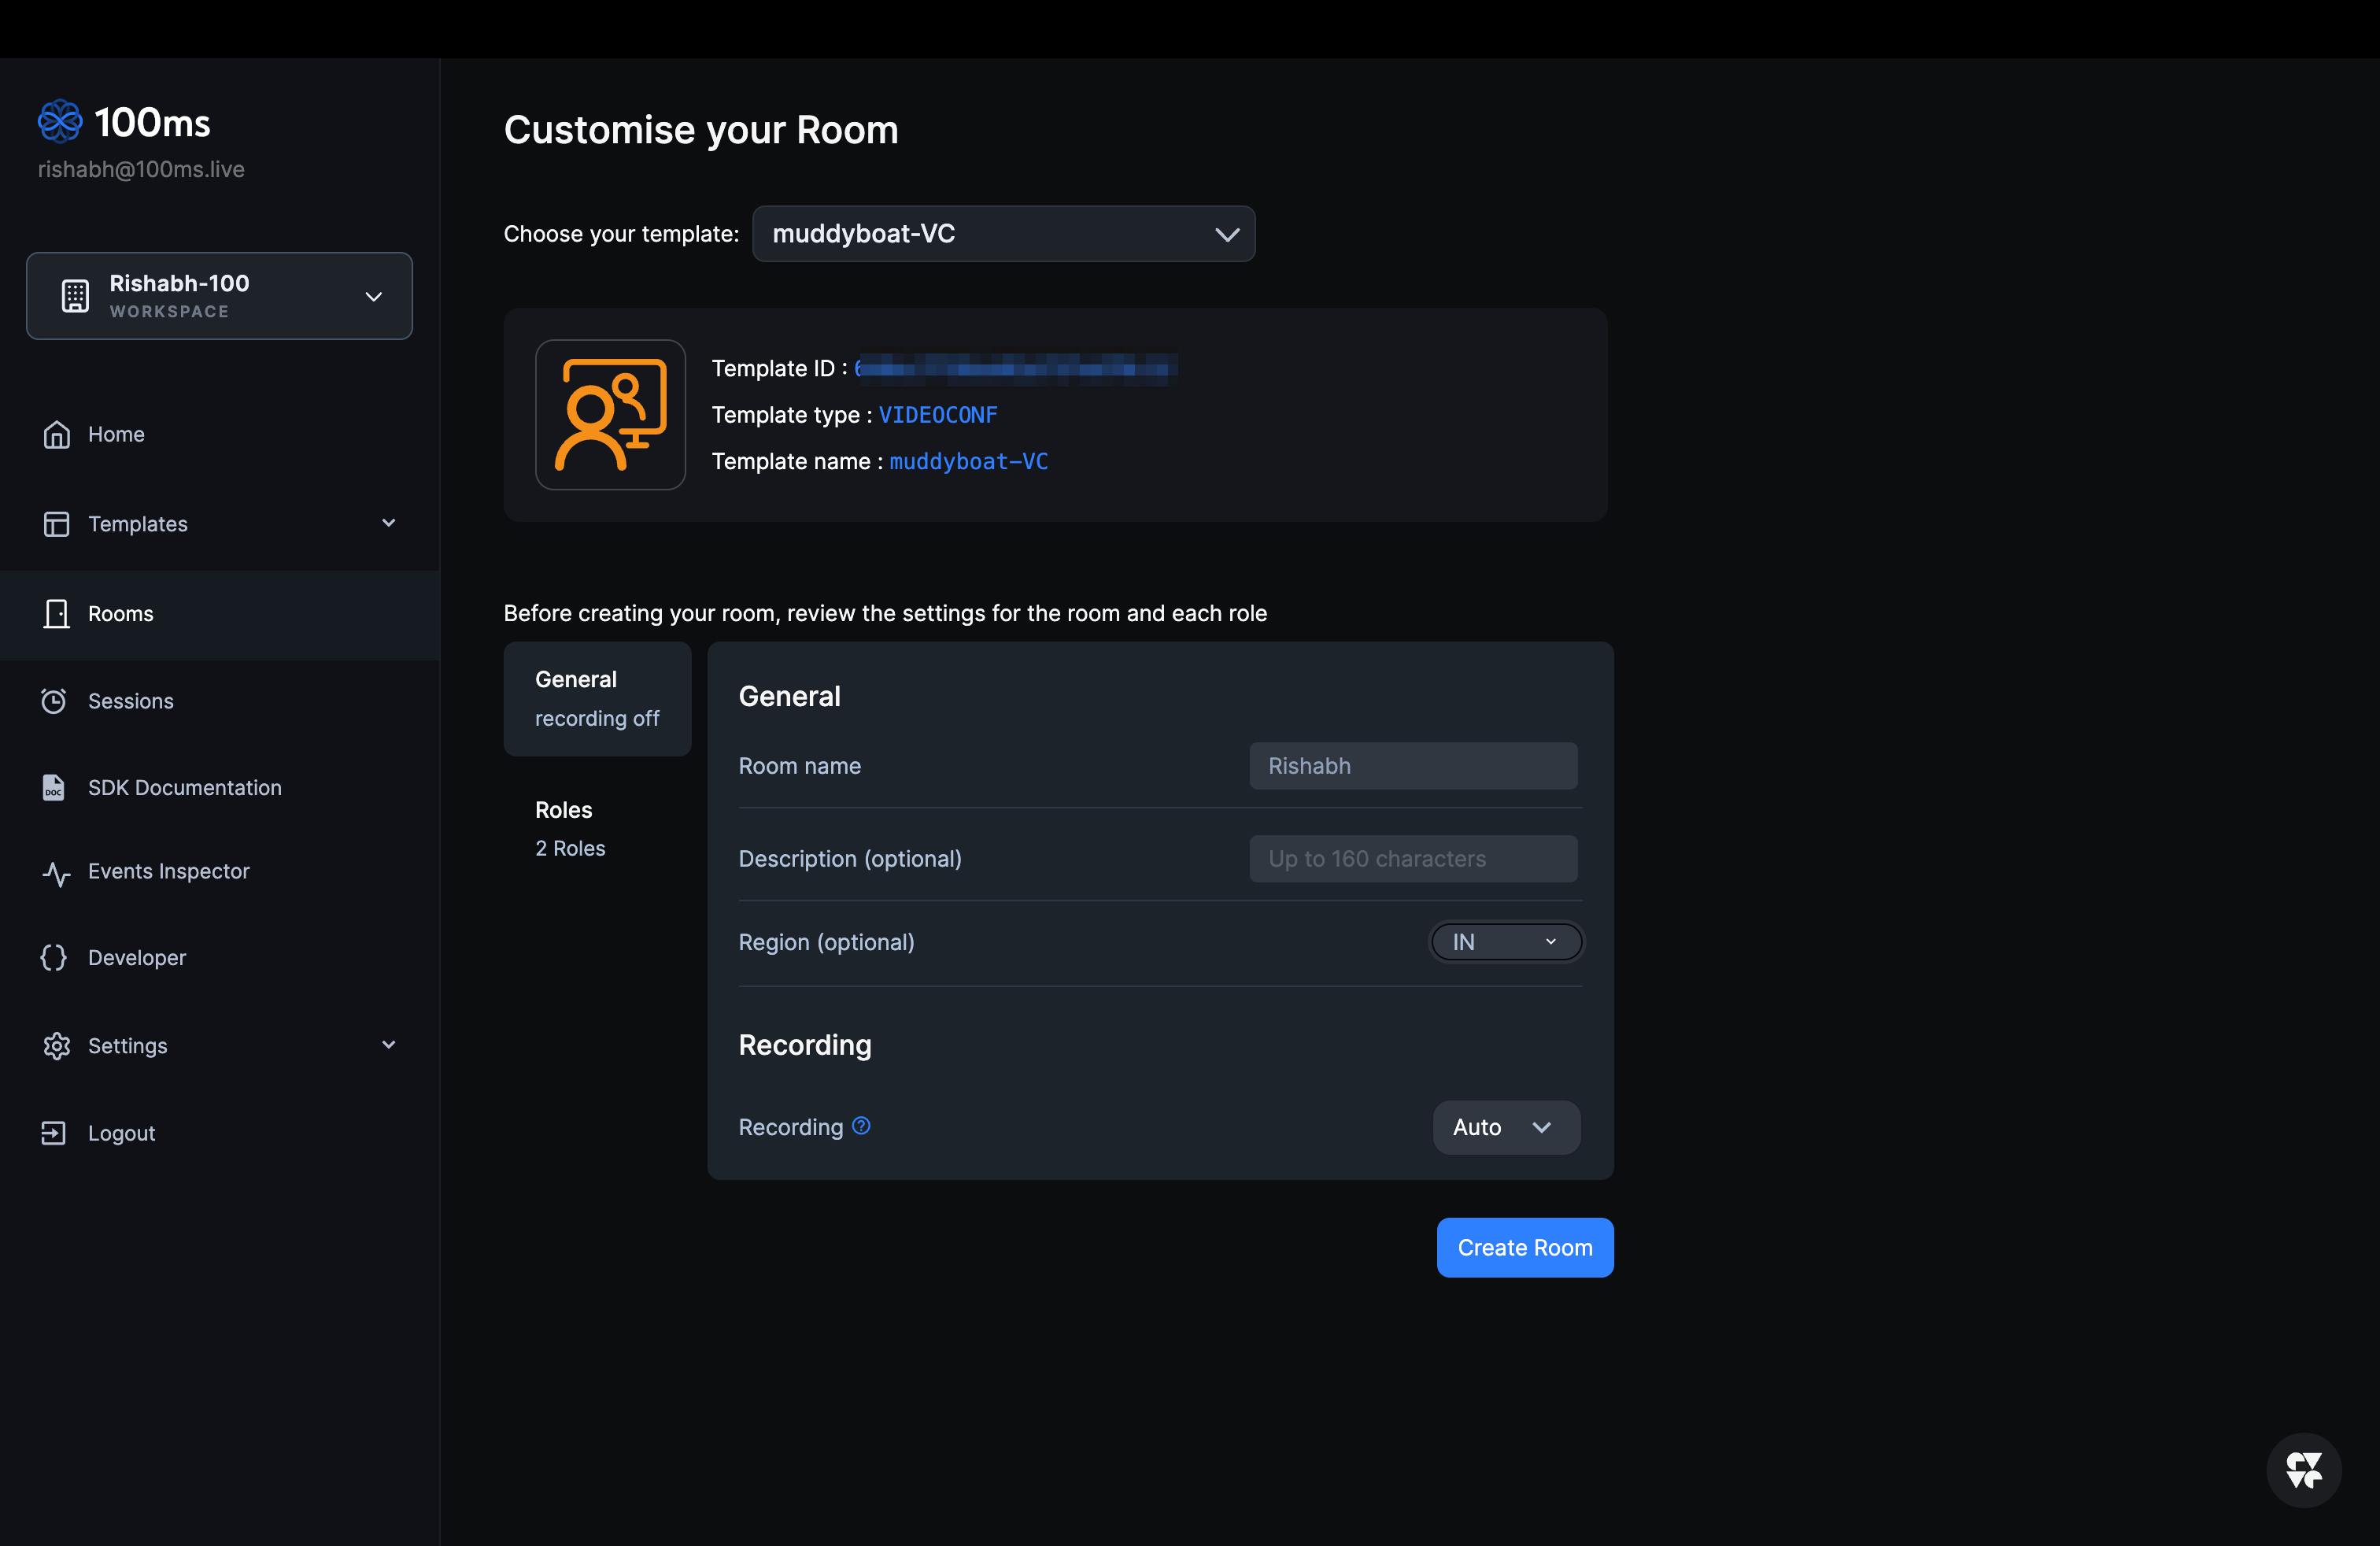 100ms
rishabh@100ms.live
Rishabh-100
WORKSPACE
Home
Templates
Rooms
Sessions
DOC
SDK Documentation
Events Inspector
Developer
Settings
Logout
Customise your Room
Choose your template: muddyboat-VC
Template ID :
Template type : VIDEOCONF
Template name : muddyboat-VC
Before creating your room, review the settings for the room and each role
General
recording off
Roles
2 Roles
General
Room name Rishabh
Description (optional) Up to 160 characters
Region (optional) IN
Recording
Recording ? Auto
Create Room